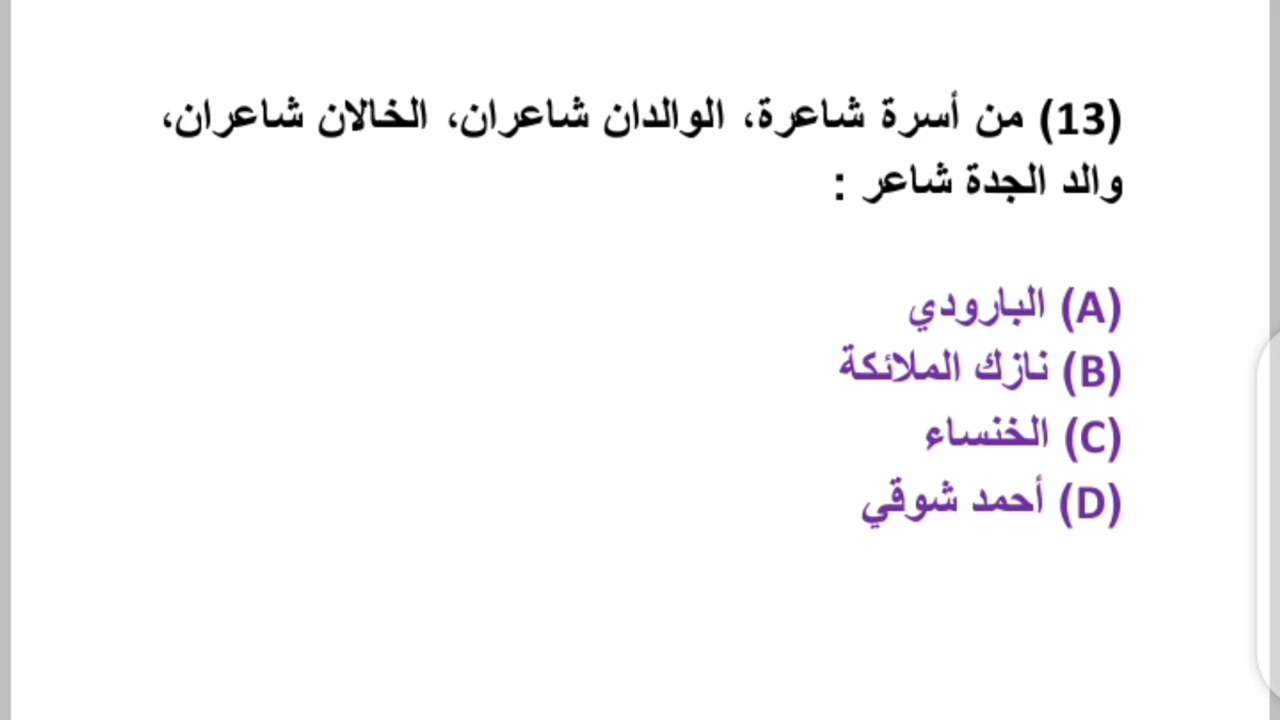 (13) من أسرة شاعرة، الوالدان شاعران، الخالان شاعران،
والد الجدة شاعر :
(A) البارودي
(B) نازك الملائكة
(C) الخنساء
(D) أحمد شوقي